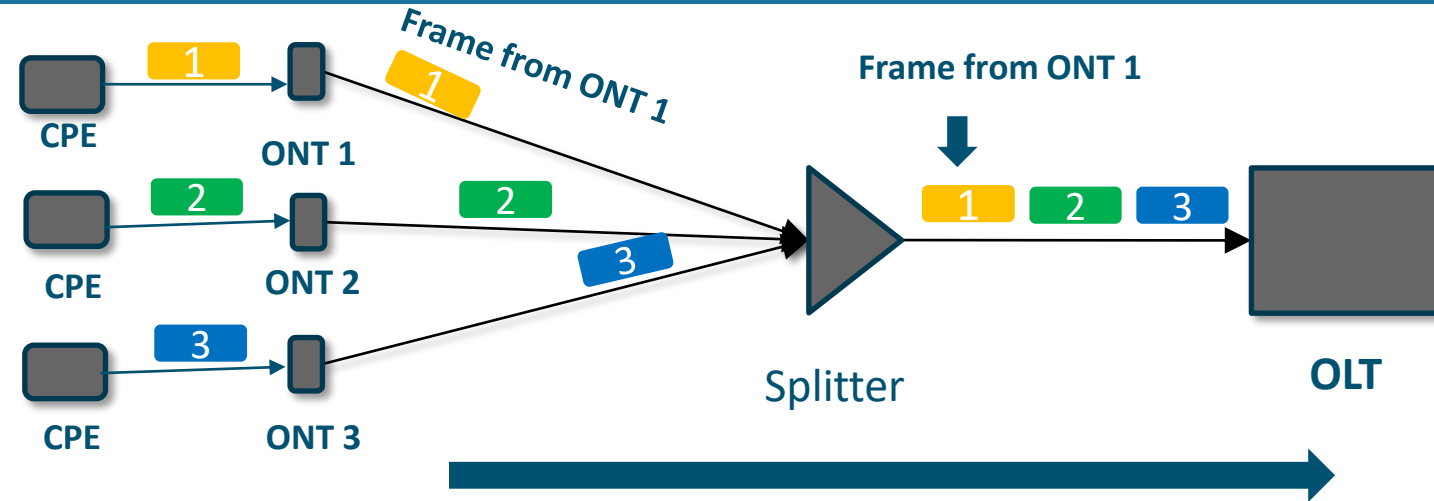 1
CPE
ONT 1
1
Frame from ONT 1
Frame from ONT 1
2
CPE
ONT 2
2
3
CPE
ONT 3
3
Splitter
1 2 3
OLT